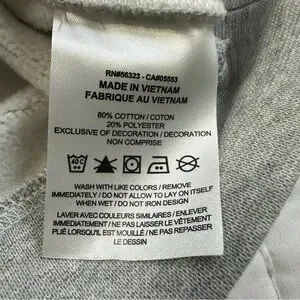 RN#56323 - CA#05553
MADE IN VIETNAM
FABRIQUE AU VIETNAM
80% COTTON / COTON
20% POLYESTER
EXCLUSIVE OF DECORATION / DECORATION
NON COMPRISE
40°C
WASH WITH LIKE COLORS / REMOVE
IMMEDIATELY / DO NOT ALLOW TO LAY ON ITSELF
WHEN WET / DO NOT IRON DESIGN
LAVER AVEC COULEURS SIMILAIRES / ENLEVER
IMMEDIATEMENT / NE PAS LAISSER LE VÊTEMENT
PLIÉ LORSQU'IL EST MOUILLÉ / NE PAS REPASSER
LE DESSIN